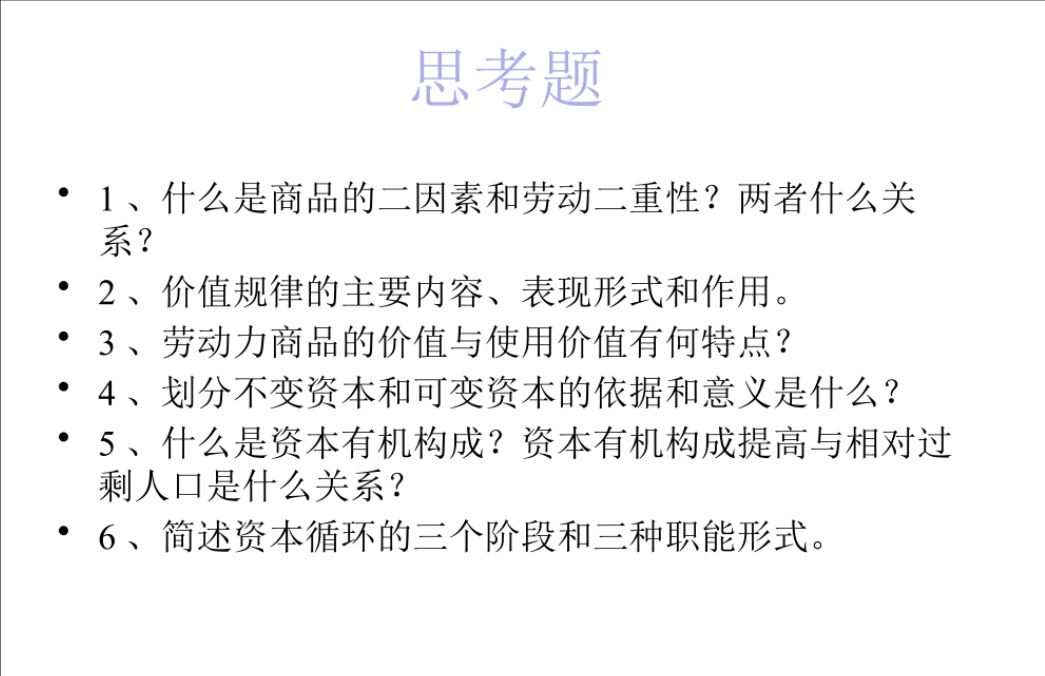 思考题
• 1 、什么是商品的二因素和劳动二重性？两者什么关
系？
• 2 、价值规律的主要内容、表现形式和作用。
• 3 、劳动力商品的价值与使用价值有何特点？
• 4 、划分不变资本和可变资本的依据和意义是什么？
• 5 、什么是资本有机构成？资本有机构成提高与相对过
剩人口是什么关系？
• 6 、简述资本循环的三个阶段和三种职能形式。